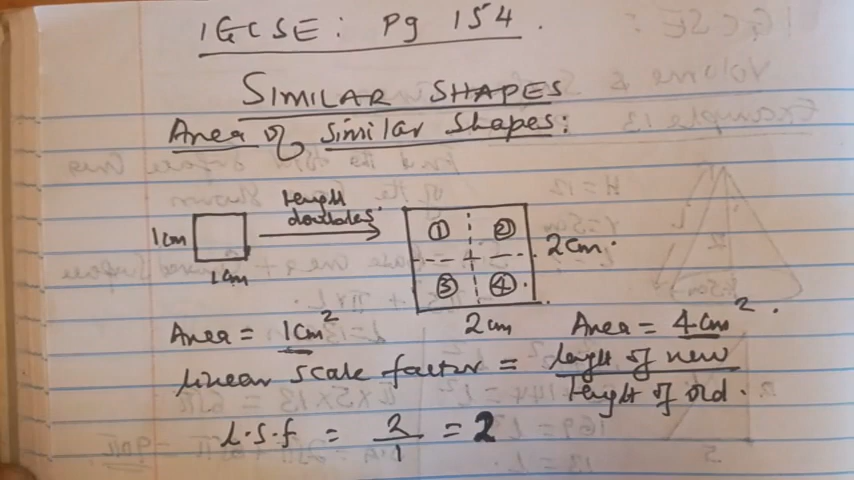 IGCSE: Pg 154.
SIMILAR SHAPES
Area of Similar Shapes:
length
doubles
1cm
1cm
① ②
③ ④
2cm.
2cm
Area = 1cm²
Area = 4cm².
linear scale factor = length of new
length of old.
L.S.f = 2/1 = 2